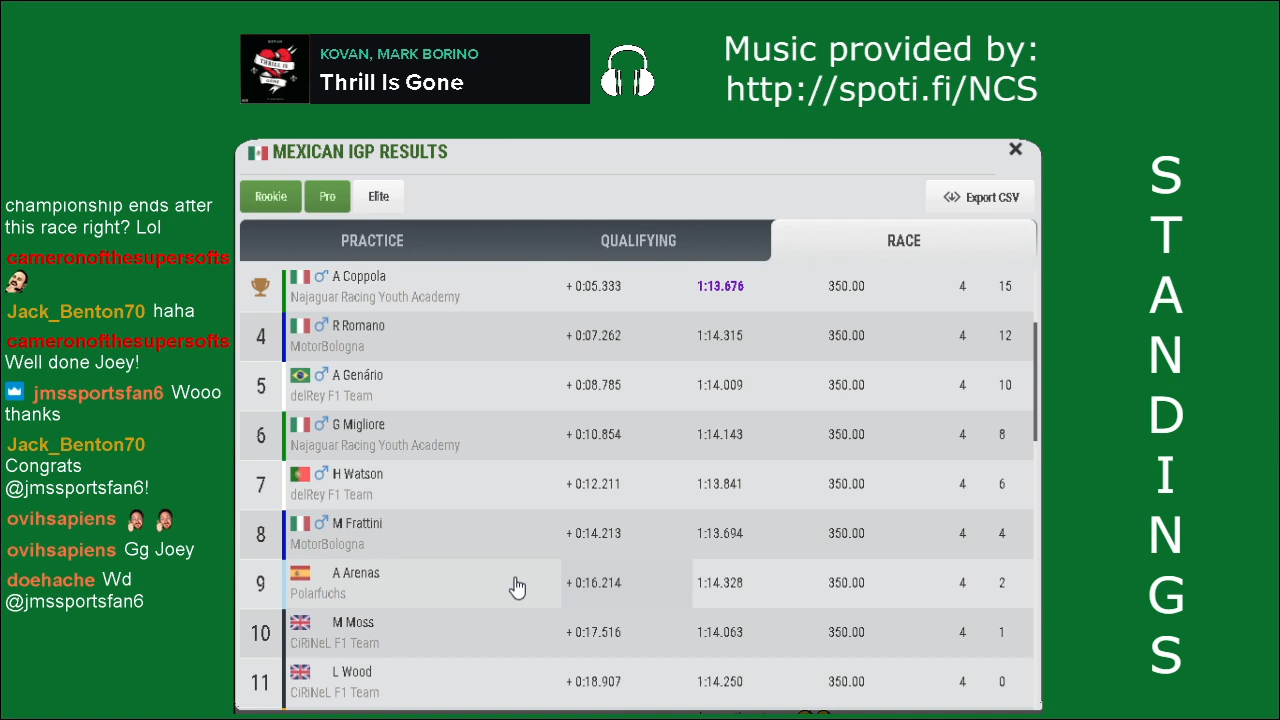 KOVAN, MARK BORINO
Thrill Is Gone
THRILL IS
GONE
Music provided by:
http://spoti.fi/NCS
MEXICAN IGP RESULTS
Rookie Pro Elite Export CSV
PRACTICE QUALIFYING RACE
A Coppola + 0:05.333 1:13.676 350.00 4 15
Najaguar Racing Youth Academy
4 R Romano + 0:07.262 1:14.315 350.00 4 12
MotorBologna
5 A Genário + 0:08.785 1:14.009 350.00 4 10
delRey F1 Team
6 G Migliore + 0:10.854 1:14.143 350.00 4 8
Najaguar Racing Youth Academy
7 H Watson + 0:12.211 1:13.841 350.00 4 6
delRey F1 Team
8 M Frattini + 0:14.213 1:13.694 350.00 4 4
MotorBologna
9 A Arenas + 0:16.214 1:14.328 350.00 4 2
Polarfuchs
10 M Moss + 0:17.516 1:14.063 350.00 4 1
CiRiNeL F1 Team
11 L Wood + 0:18.907 1:14.250 350.00 4 0
CiRiNeL F1 Team
championship ends after
this race right? Lol
cameronofthesupersofts
Jack_Benton70 haha
cameronofthesupersofts
Well done Joey!
jmssportsfan6 Wooo
thanks
Jack_Benton70
Congrats
@jmssportsfan6!
ovihsapiens
ovihsapiens Gg Joey
doehache Wd
@jmssportsfan6
STANDINGS